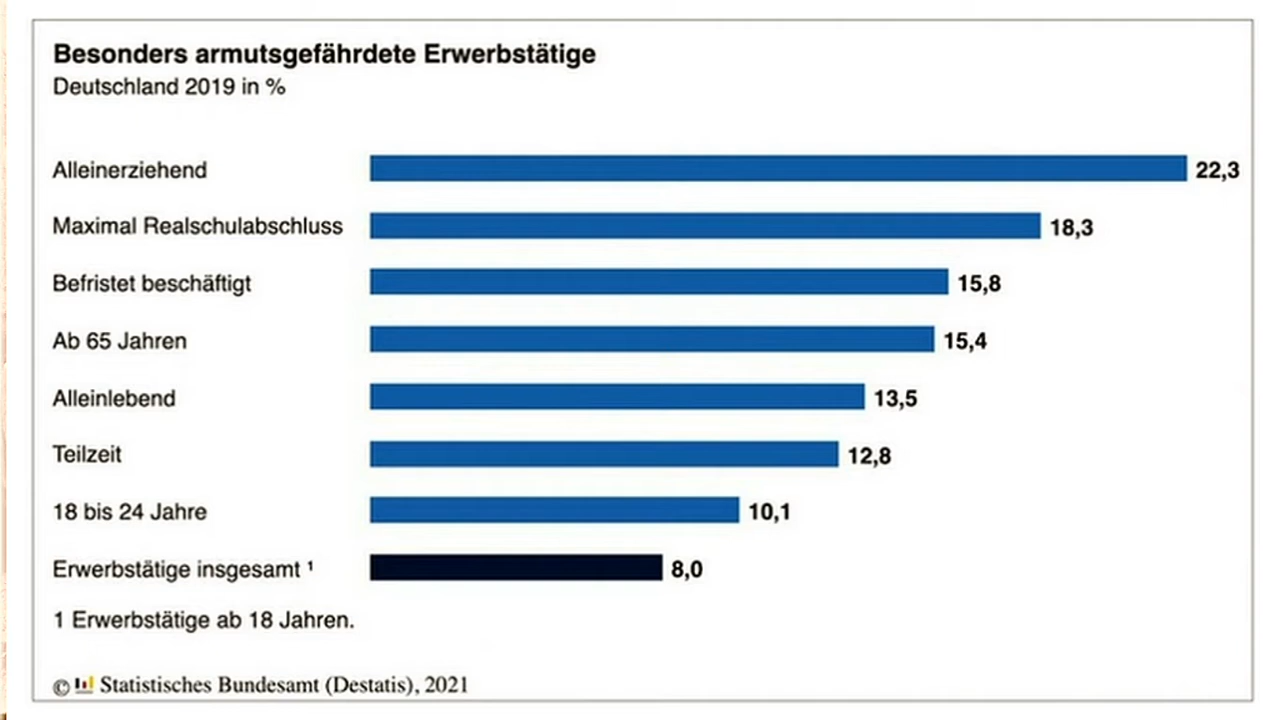 Besonders armutsgefährdete Erwerbstätige
Deutschland 2019 in %
Alleinerziehend 22,3
Maximal Realschulabschluss 18,3
Befristet beschäftigt 15,8
Ab 65 Jahren 15,4
Alleinlebend 13,5
Teilzeit 12,8
18 bis 24 Jahre 10,1
Erwerbstätige insgesamt ¹ 8,0
1 Erwerbstätige ab 18 Jahren.
© Statistisches Bundesamt (Destatis), 2021